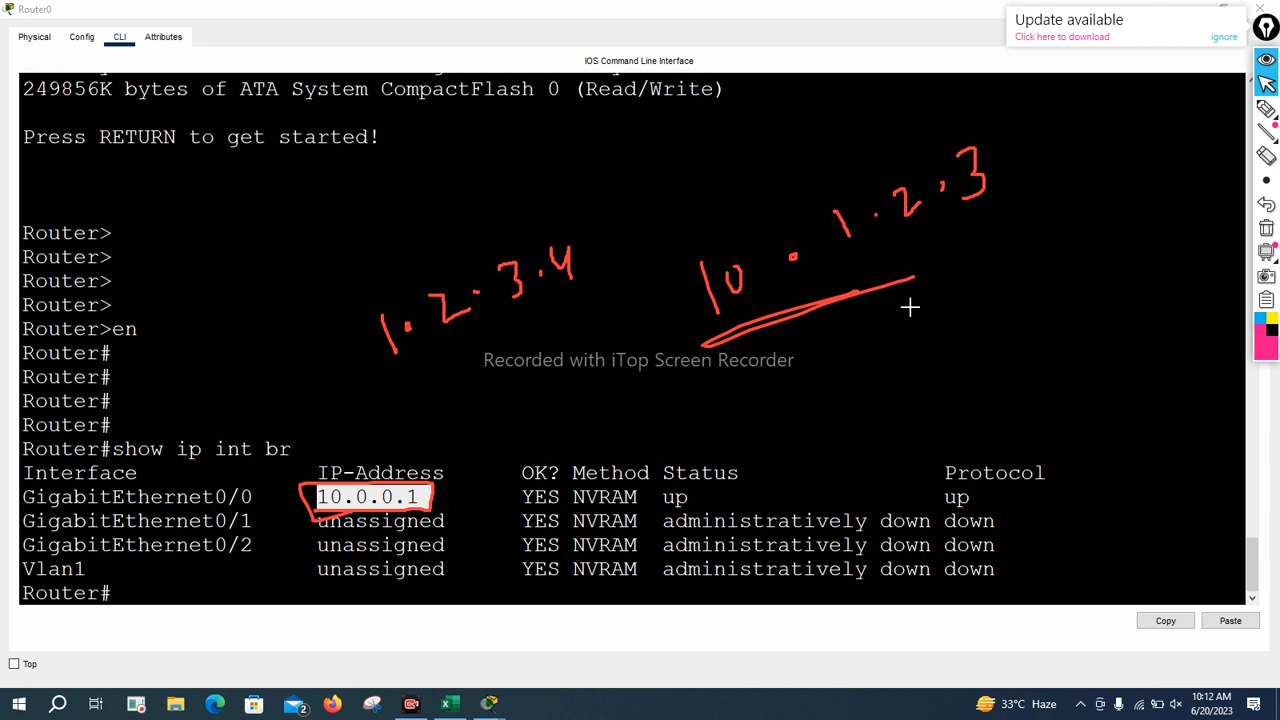 Router0
Update available
Click here to download
ignore
Physical
Config
CLI
Attributes
IOS Command Line Interface
249856K bytes of ATA System CompactFlash 0 (Read/Write)
Press RETURN to get started!
10 . 1 . 2 . 3
1 . 2 . 3 . 4
Router>
Router>
Router>
Router>
Router>en
Router#
Recorded with iTop Screen Recorder
Router#
Router#
Router#
Router#show ip int br
Interface IP-Address OK? Method Status Protocol
GigabitEthernet0/0 10.0.0.1 YES NVRAM up up
GigabitEthernet0/1 unassigned YES NVRAM administratively down down
GigabitEthernet0/2 unassigned YES NVRAM administratively down down
Vlan1 unassigned YES NVRAM administratively down down
Router#
Copy
Paste
Top
33°C Haze
10:12 AM
6/20/2023
2